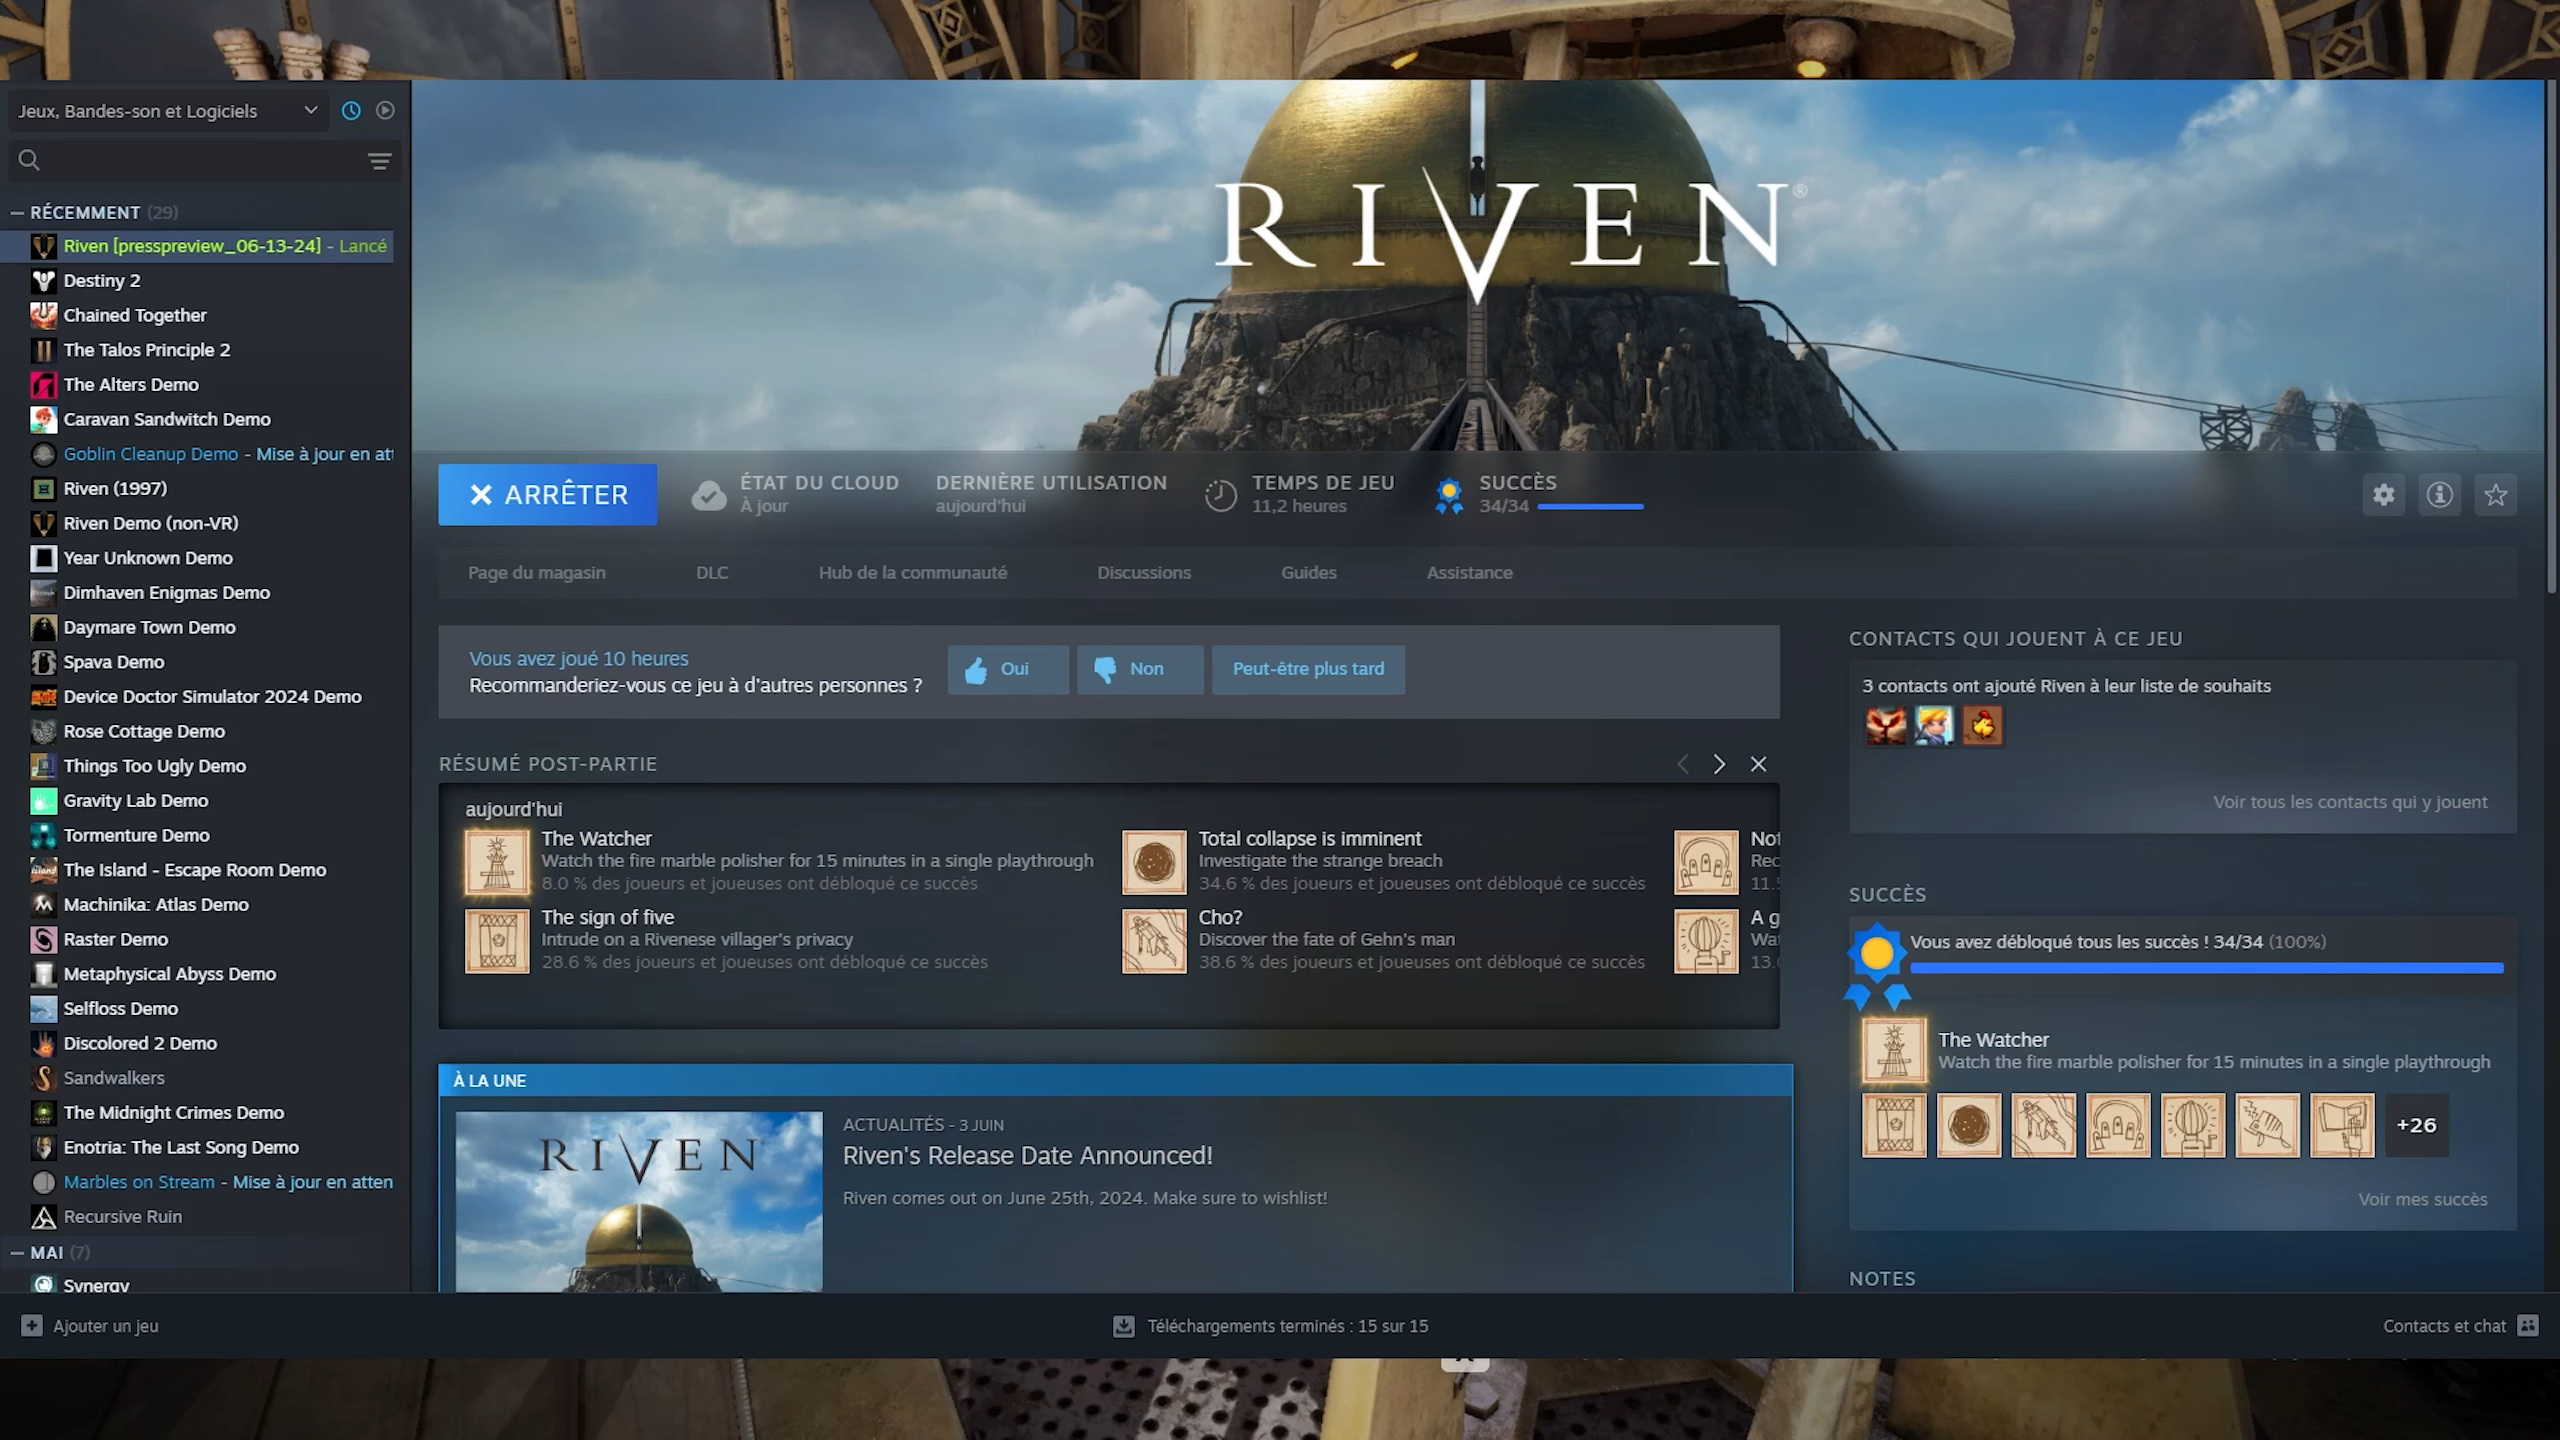 Jeux, Bandes-son et Logiciels
RÉCEMMENT (29)
Riven [presspreview_06-13-24] - Lancé
Destiny 2
Chained Together
The Talos Principle 2
The Alters Demo
Caravan Sandwitch Demo
Goblin Cleanup Demo - Mise à jour en att
Riven (1997)
Riven Demo (non-VR)
Year Unknown Demo
Dimhaven Enigmas Demo
Daymare Town Demo
Spava Demo
Device Doctor Simulator 2024 Demo
Rose Cottage Demo
Things Too Ugly Demo
Gravity Lab Demo
Tormenture Demo
The Island - Escape Room Demo
Machinika: Atlas Demo
Raster Demo
Metaphysical Abyss Demo
Selfloss Demo
Discolored 2 Demo
Sandwalkers
The Midnight Crimes Demo
Enotria: The Last Song Demo
Marbles on Stream - Mise à jour en atten
Recursive Ruin
MAI (7)
Synergy
RIVEN®
ARRÊTER
ÉTAT DU CLOUD
À jour
DERNIÈRE UTILISATION
aujourd'hui
TEMPS DE JEU
11,2 heures
SUCCÈS
34/34
Page du magasin
DLC
Hub de la communauté
Discussions
Guides
Assistance
Vous avez joué 10 heures
Recommanderiez-vous ce jeu à d'autres personnes ?
Oui
Non
Peut-être plus tard
RÉSUMÉ POST-PARTIE
aujourd'hui
The Watcher
Watch the fire marble polisher for 15 minutes in a single playthrough
8.0 % des joueurs et joueuses ont débloqué ce succès
The sign of five
Intrude on a Rivenese villager's privacy
28.6 % des joueurs et joueuses ont débloqué ce succès
Total collapse is imminent
Investigate the strange breach
34.6 % des joueurs et joueuses ont débloqué ce succès
Cho?
Discover the fate of Gehn's man
38.6 % des joueurs et joueuses ont débloqué ce succès
À LA UNE
RIVEN
ACTUALITÉS - 3 JUIN
Riven's Release Date Announced!
Riven comes out on June 25th, 2024. Make sure to wishlist!
CONTACTS QUI JOUENT À CE JEU
3 contacts ont ajouté Riven à leur liste de souhaits
Voir tous les contacts qui y jouent
SUCCÈS
Vous avez débloqué tous les succès ! 34/34 (100%)
The Watcher
Watch the fire marble polisher for 15 minutes in a single playthrough
+26
Voir mes succès
NOTES
Ajouter un jeu
Téléchargements terminés : 15 sur 15
Contacts et chat